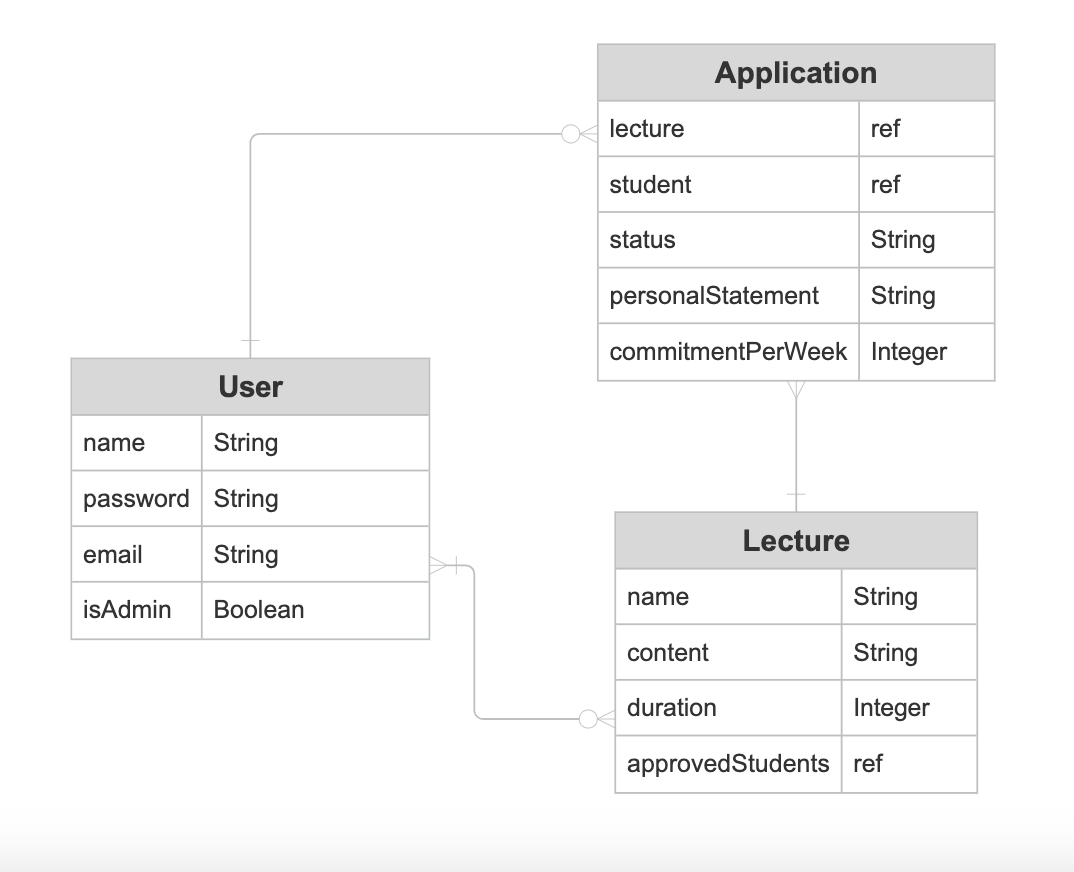 Application
lecture ref
student ref
status String
personalStatement String
commitmentPerWeek Integer
User
name String
password String
email String
isAdmin Boolean
Lecture
name String
content String
duration Integer
approvedStudents ref